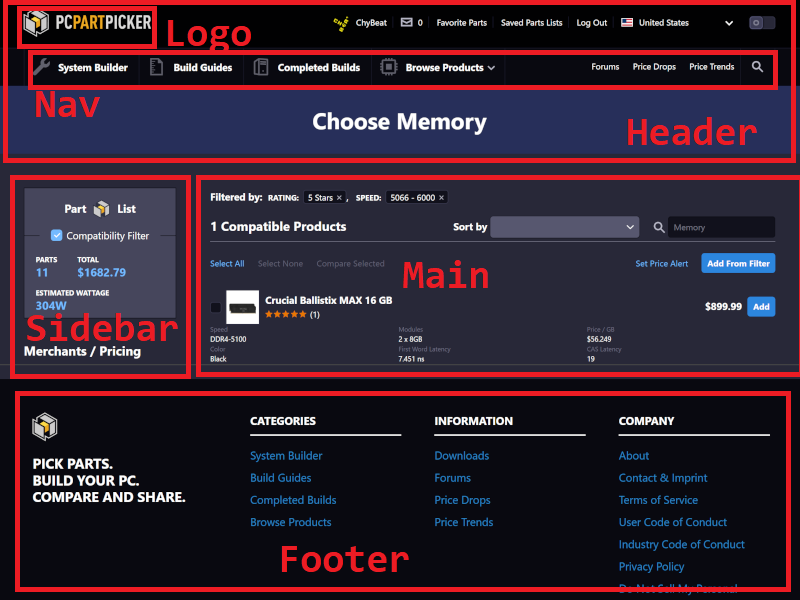 PCPARTPICKER
Logo
ChyBeat 0 Favorite Parts Saved Parts Lists Log Out United States
System Builder Build Guides Completed Builds Browse Products Forums Price Drops Price Trends
Nav
Choose Memory
Header
Part List
Compatibility Filter
PARTS TOTAL
11 $1682.79
ESTIMATED WATTAGE
304W
Sidebar
Merchants / Pricing
Filtered by: RATING: 5 Stars × , SPEED: 5066 - 6000 ×
1 Compatible Products Sort by Memory
Select All Select None Compare Selected Set Price Alert Add From Filter
Main
Crucial Ballistix MAX 16 GB
(1)
$899.99 Add
Speed Modules Price / GB
DDR4-5100 2 x 8GB $56.249
Color First Word Latency CAS Latency
Black 7.451 ns 19
PICK PARTS.
BUILD YOUR PC.
COMPARE AND SHARE.
CATEGORIES
System Builder
Build Guides
Completed Builds
Browse Products
INFORMATION
Downloads
Forums
Price Drops
Price Trends
COMPANY
About
Contact & Imprint
Terms of Service
User Code of Conduct
Industry Code of Conduct
Privacy Policy
Do Not Sell My Personal
Footer